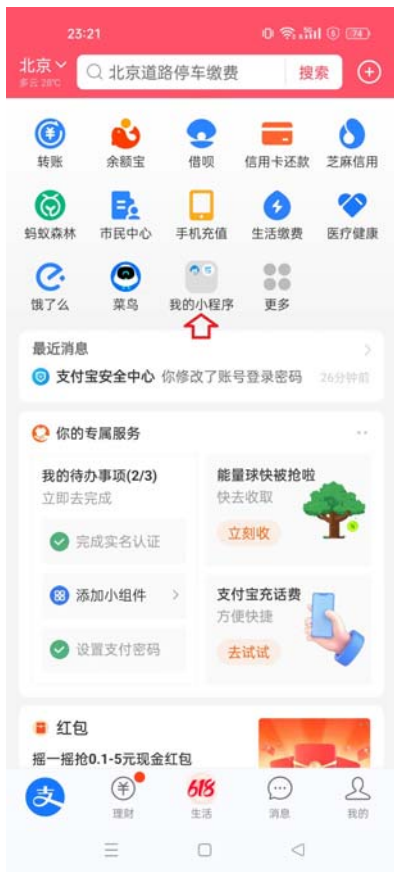 23:21
74
北京
北京道路停车缴费
搜索
多云 28°C
转账
余额宝
借呗
信用卡还款
芝麻信用
蚂蚁森林
市民中心
手机充值
生活缴费
医疗健康
饿了么
菜鸟
我的小程序
更多
最近消息
支付宝安全中心 你修改了账号登录密码 26分钟前
你的专属服务
我的待办事项(2/3)
立即去完成
完成实名认证
添加小组件
设置支付密码
能量球快被抢啦
快去收取
立刻收
支付宝充话费
方便快捷
去试试
红包
摇一摇抢0.1-5元现金红包
支
理财
618
生活
消息
我的